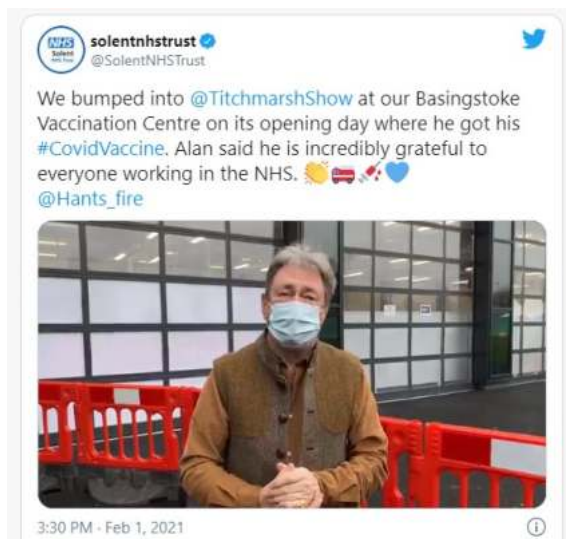 NHS
Solent
NHS Trust
solentnhstrust
@SolentNHSTrust
We bumped into @TitchmarshShow at our Basingstoke
Vaccination Centre on its opening day where he got his
#CovidVaccine. Alan said he is incredibly grateful to
everyone working in the NHS. 👏🚒💉💙
@Hants_fire
3:30 PM · Feb 1, 2021